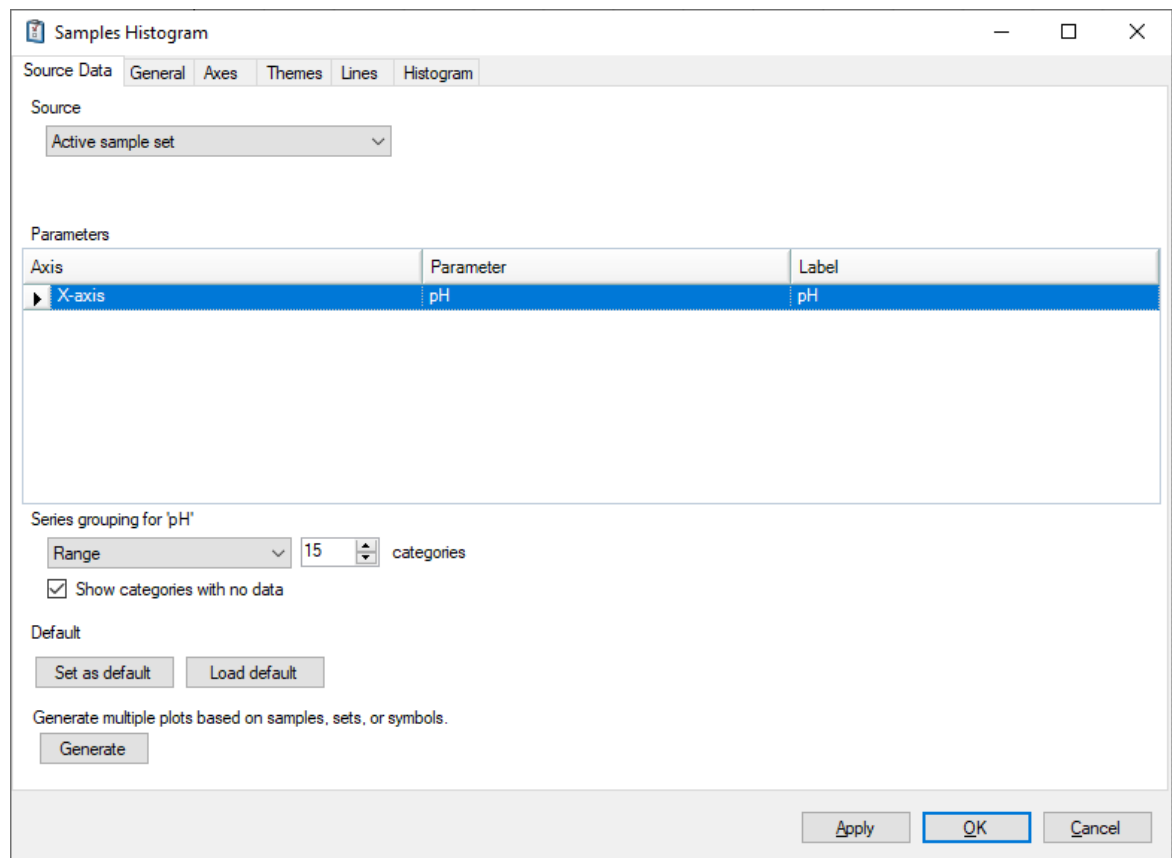 Samples Histogram
Source Data General Axes Themes Lines Histogram
Source
Active sample set
Parameters
Axis Parameter Label
X-axis pH pH
Series grouping for 'pH'
Range 15 categories
Show categories with no data
Default
Set as default Load default
Generate multiple plots based on samples, sets, or symbols.
Generate
Apply OK Cancel